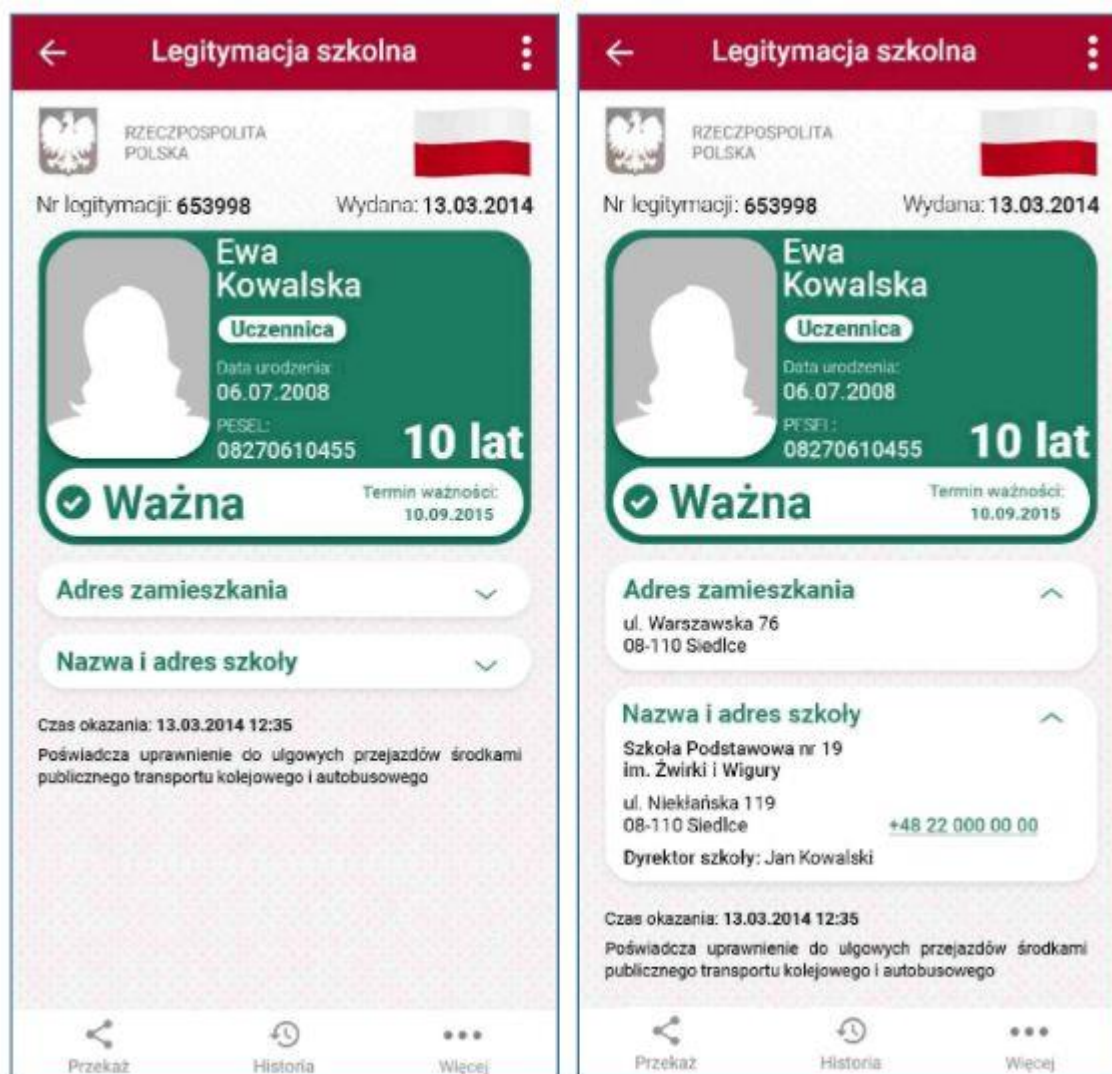 Legitymacja szkolna
RZECZPOSPOLITA
POLSKA
Nr legitymacji: 653998 Wydana: 13.03.2014
Ewa
Kowalska
Uczennica
Data urodzenia:
06.07.2008
PESEL:
08270610455
10 lat
Ważna
Termin ważności:
10.09.2015
Adres zamieszkania
Nazwa i adres szkoły
Czas okazania: 13.03.2014 12:35
Poświadcza uprawnienie do ulgowych przejazdów środkami
publicznego transportu kolejowego i autobusowego
Przekaż Historia Więcej
Legitymacja szkolna
RZECZPOSPOLITA
POLSKA
Nr legitymacji: 653998 Wydana: 13.03.2014
Ewa
Kowalska
Uczennica
Data urodzenia:
06.07.2008
PESEL:
08270610455
10 lat
Ważna
Termin ważności:
10.09.2015
Adres zamieszkania
ul. Warszawska 76
08-110 Siedlce
Nazwa i adres szkoły
Szkoła Podstawowa nr 19
im. Żwirki i Wigury
ul. Niekłańska 119
08-110 Siedlce +48 22 000 00 00
Dyrektor szkoły: Jan Kowalski
Czas okazania: 13.03.2014 12:35
Poświadcza uprawnienie do ulgowych przejazdów środkami
publicznego transportu kolejowego i autobusowego
Przekaż Historia Więcej